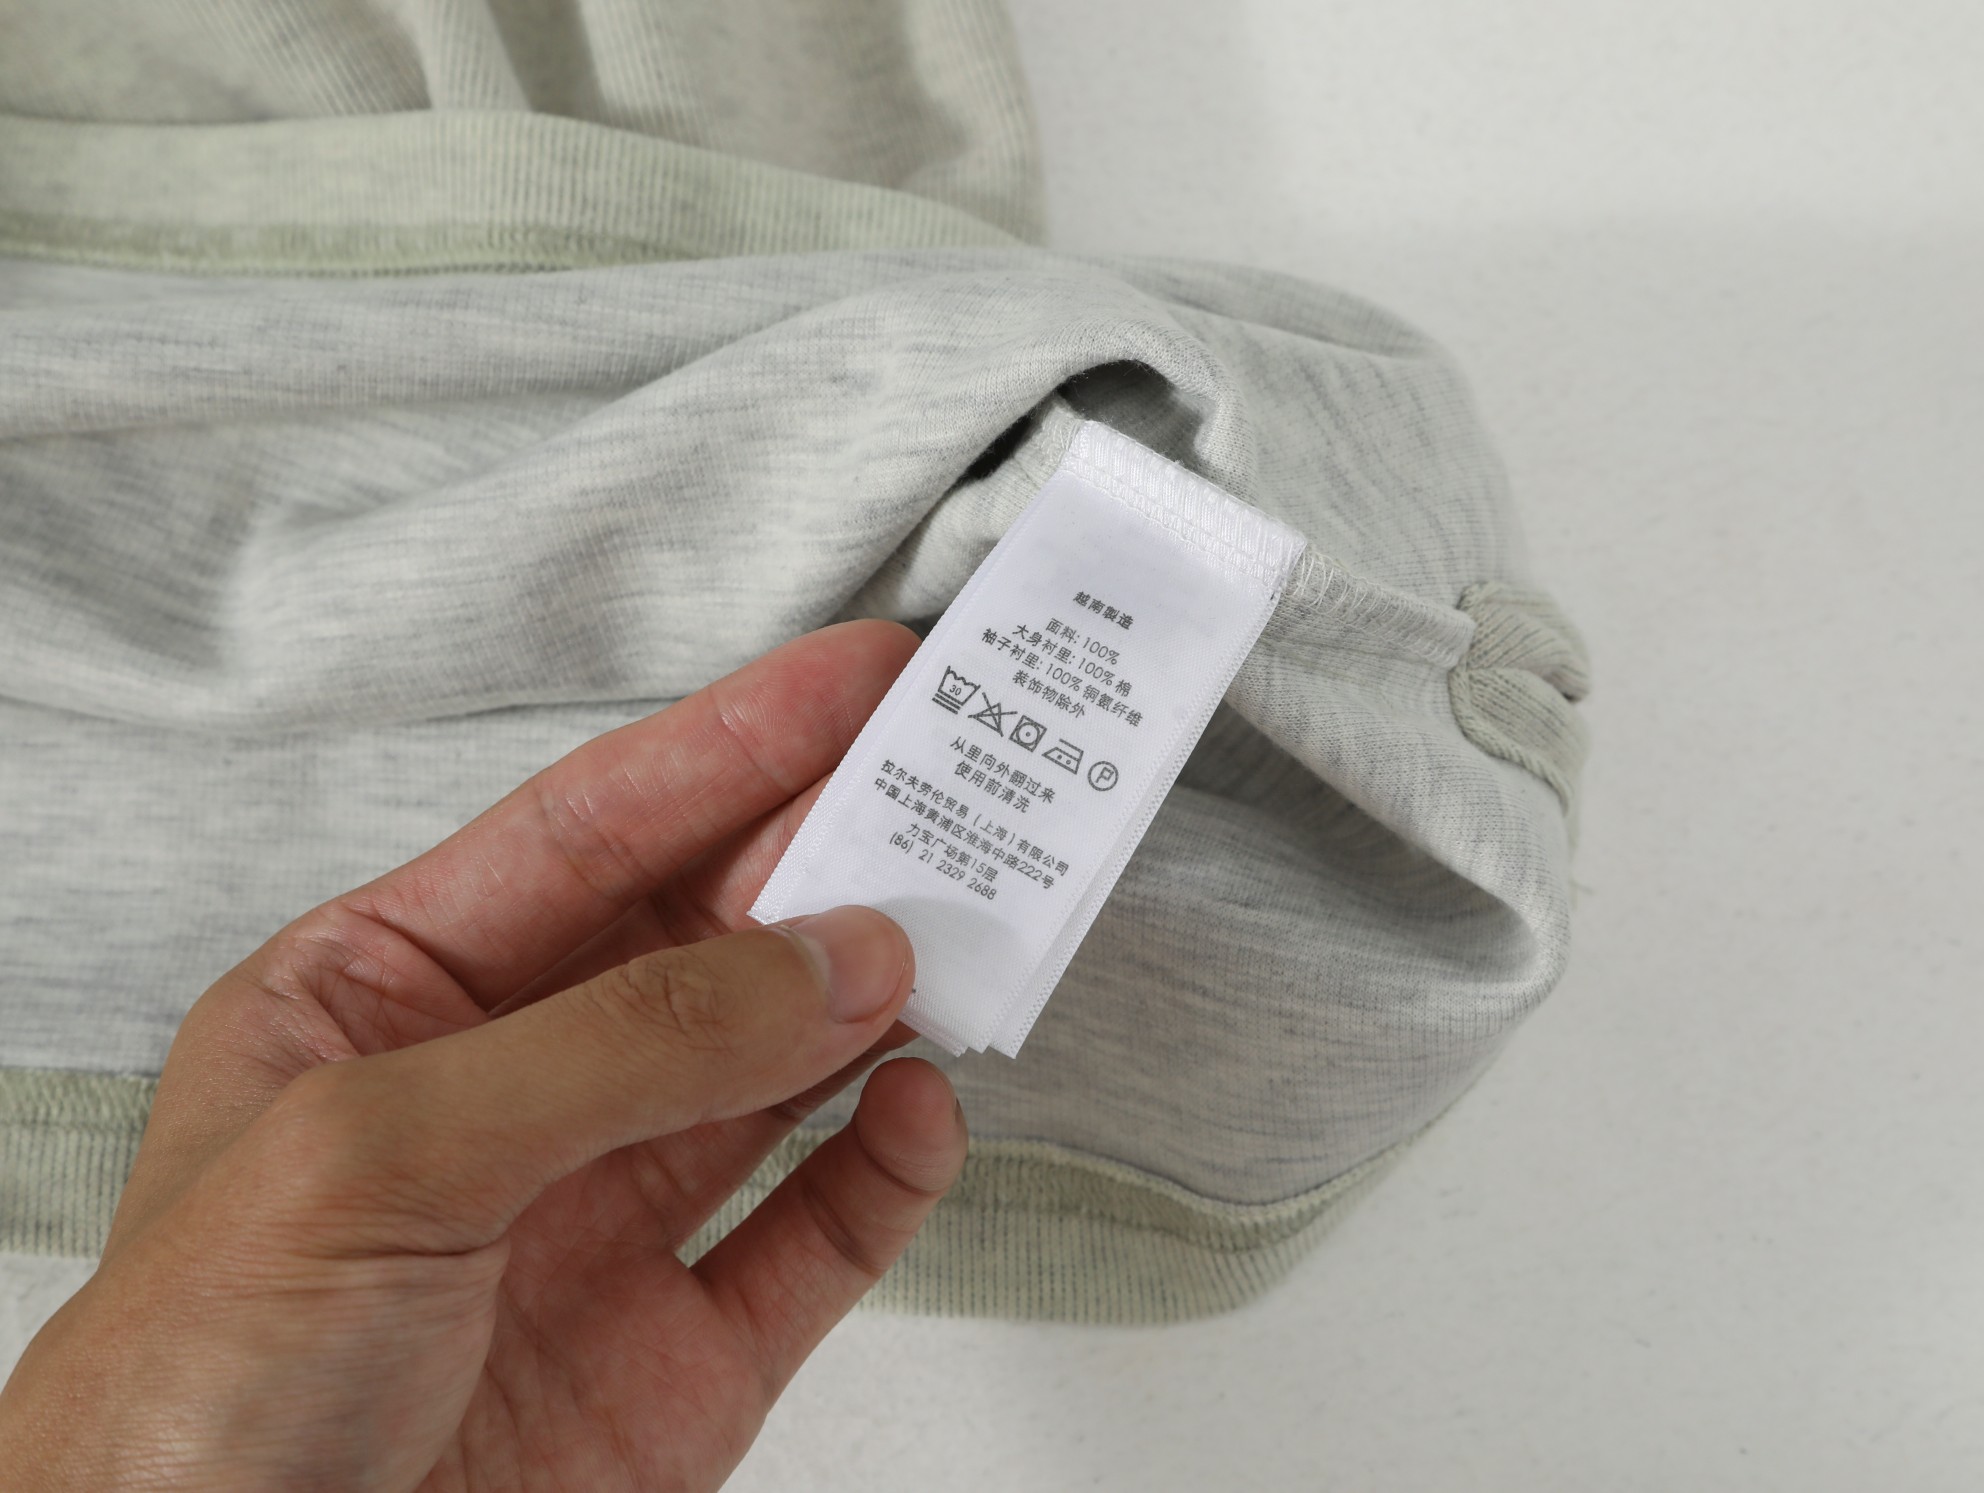 越南製造
面料: 100%
大身衬里: 100% 棉
袖子衬里: 100% 铜氨纤维
装饰物除外
30
P
从里向外翻过来
使用前清洗
拉尔夫劳伦贸易（上海）有限公司
中国上海黄浦区淮海中路222号
力宝广场第15层
(86) 21 2329 2688